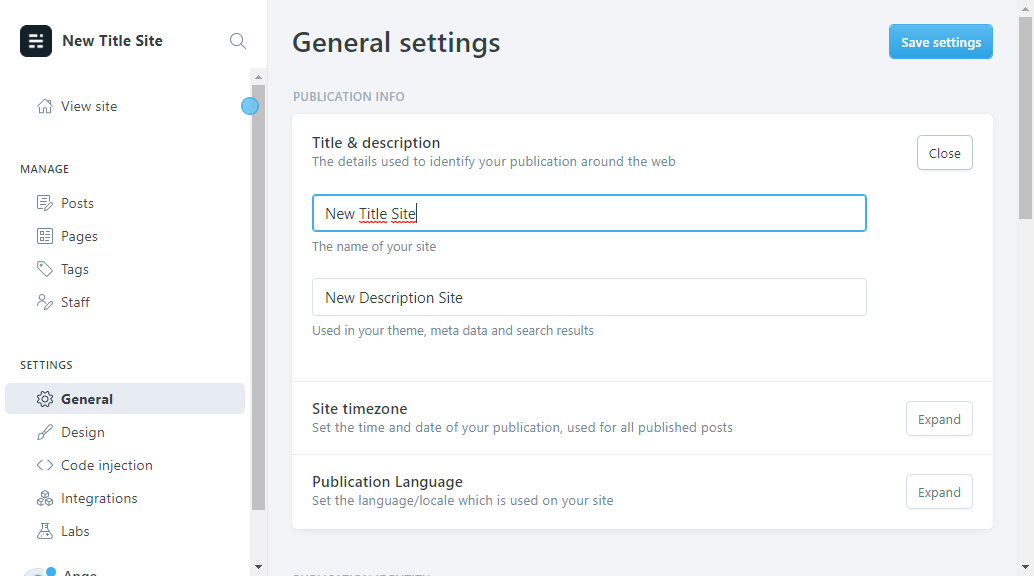 New Title Site
View site
MANAGE
Posts
Pages
Tags
Staff
SETTINGS
General
Design
Code injection
Integrations
Labs
Ange
General settings
Save settings
PUBLICATION INFO
Title & description
The details used to identify your publication around the web
Close
New Title Site
The name of your site
New Description Site
Used in your theme, meta data and search results
Site timezone
Set the time and date of your publication, used for all published posts
Expand
Publication Language
Set the language/locale which is used on your site
Expand
PUBLICATION IDENTITY